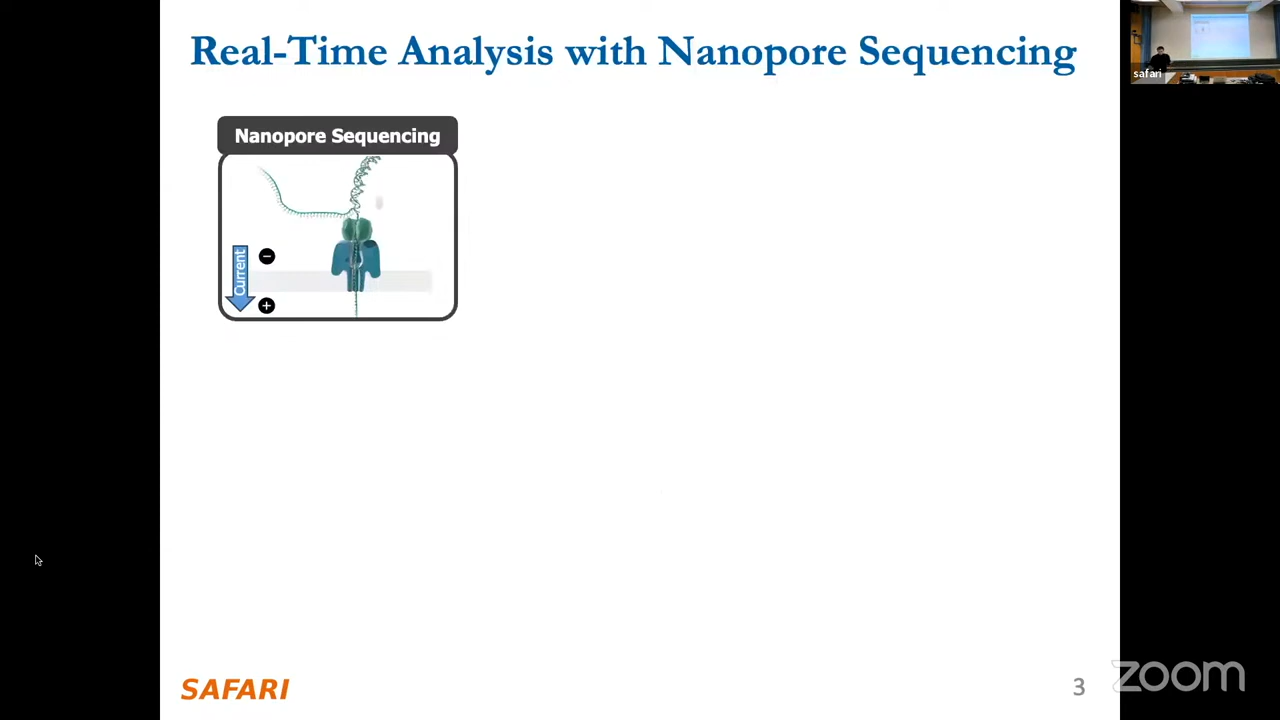 Real-Time Analysis with Nanopore Sequencing
safari
Nanopore Sequencing
Current
−
+
SAFARI
3
zoom